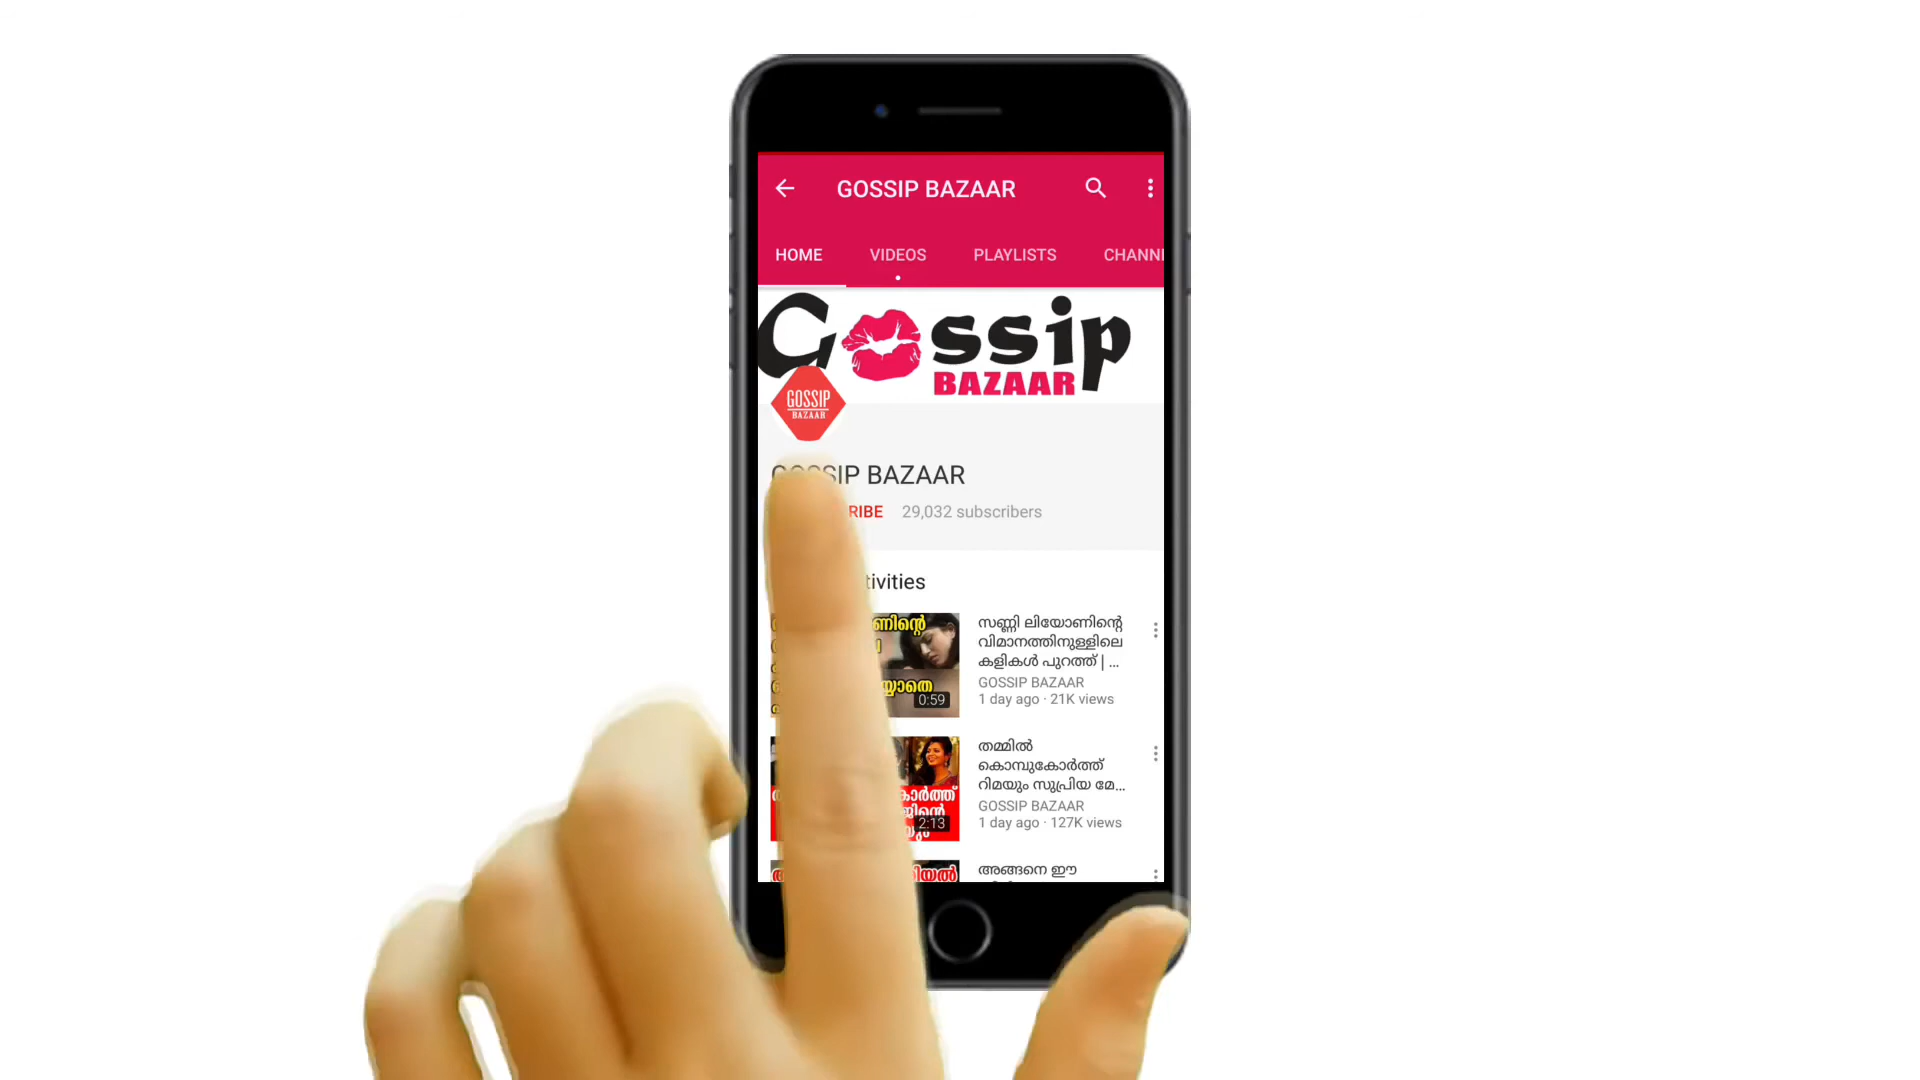 GOSSIP BAZAAR
HOME VIDEOS PLAYLISTS CHANNI
Gossip
BAZAAR
GOSSIP
BAZAAR
GOSSIP BAZAAR
RIBE 29,032 subscribers
tivities
സണ്ണി ലിയോണിന്റെ
വിമാനത്തിനുള്ളിലെ
കളികൾ പുറത്ത് | ...
GOSSIP BAZAAR
1 day ago · 21K views
ണിന്റെ
യ്യാതെ
0:59
തമ്മിൽ
കൊമ്പുകോർത്ത്
റിമയും സുപ്രിയ മേ...
GOSSIP BAZAAR
1 day ago · 127K views
കാർത്ത്
ജിന്റെ
2:13
അങ്ങനെ ഈ